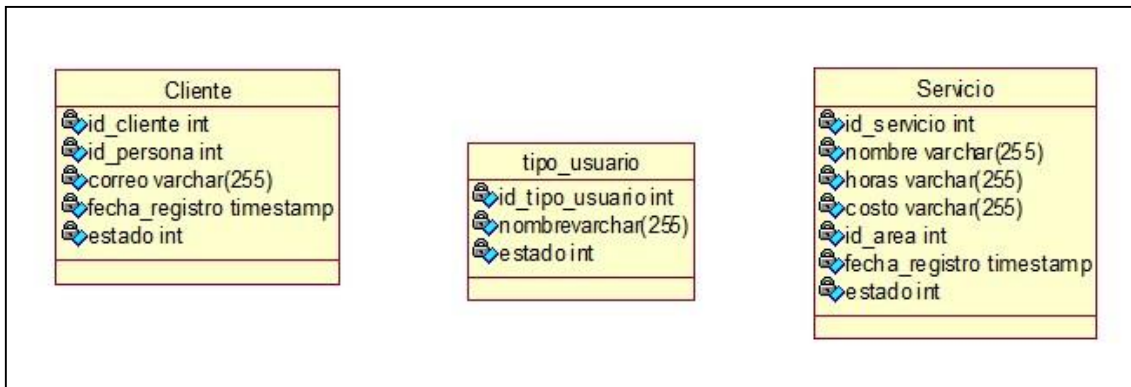 Cliente
id_cliente int
id_persona int
correo varchar(255)
fecha_registro timestamp
estado int
tipo_usuario
id_tipo_usuario int
nombrevarchar(255)
estado int
Servicio
id_servicio int
nombre varchar(255)
horas varchar(255)
costo varchar(255)
id_area int
fecha_registro timestamp
estado int